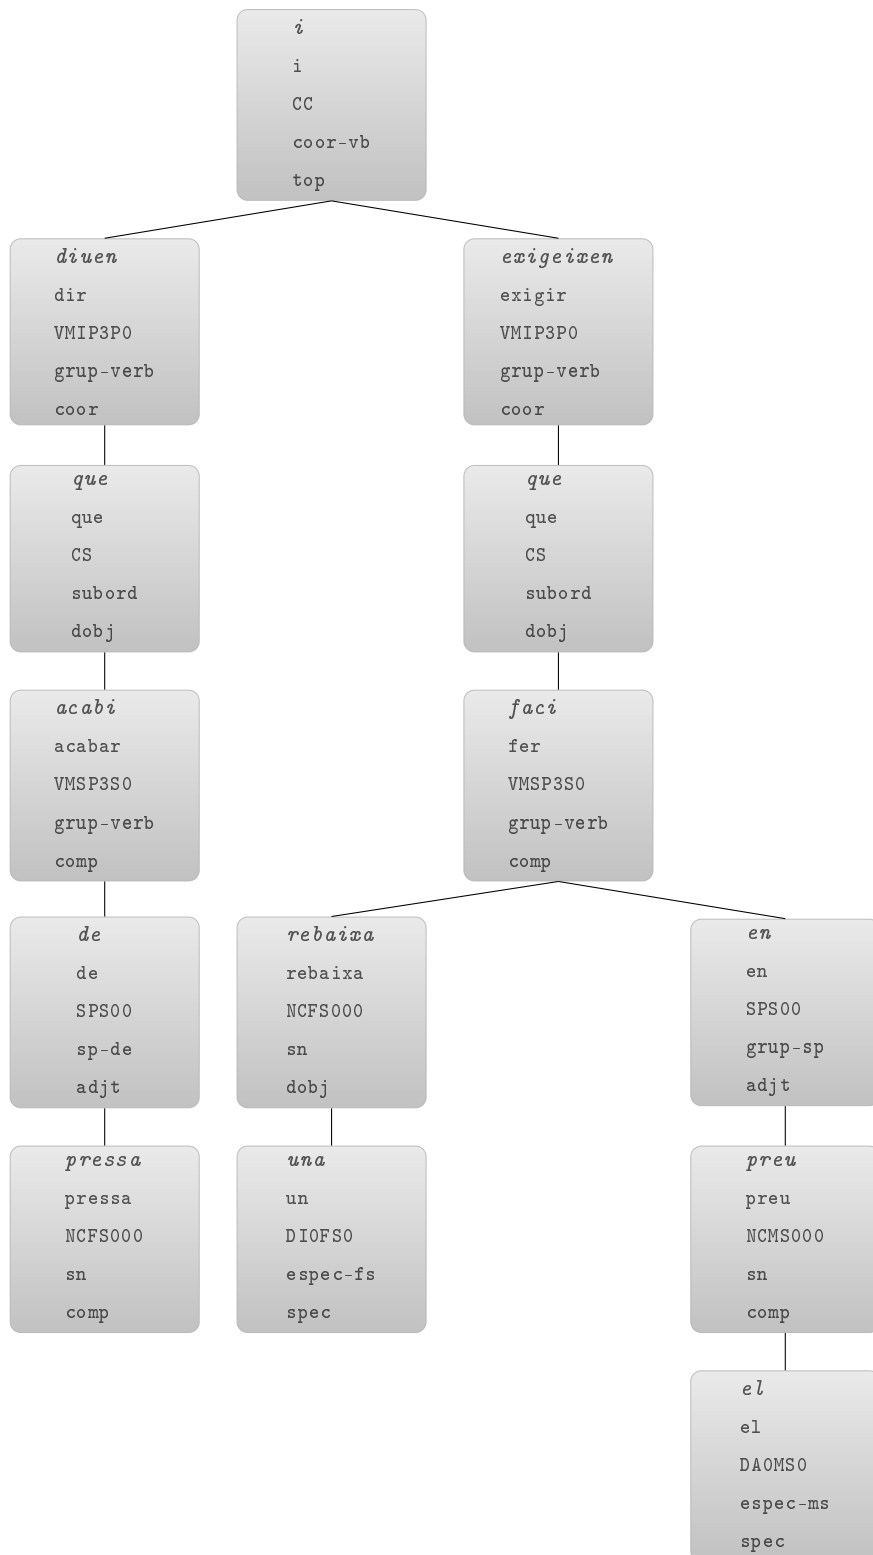 i
i
CC
coor-vb
top
diuen
dir
VMIP3P0
grup-verb
coor
exigeixen
exigir
VMIP3P0
grup-verb
coor
que
que
CS
subord
dobj
que
que
CS
subord
dobj
acabi
acabar
VMSP3S0
grup-verb
comp
faci
fer
VMSP3S0
grup-verb
comp
de
de
SPS00
sp-de
adjt
rebaixa
rebaixa
NCFS000
sn
dobj
en
en
SPS00
grup-sp
adjt
pressa
pressa
NCFS000
sn
comp
una
un
DI0FS0
espec-fs
spec
preu
preu
NCMS000
sn
comp
el
el
DA0MS0
espec-ms
spec